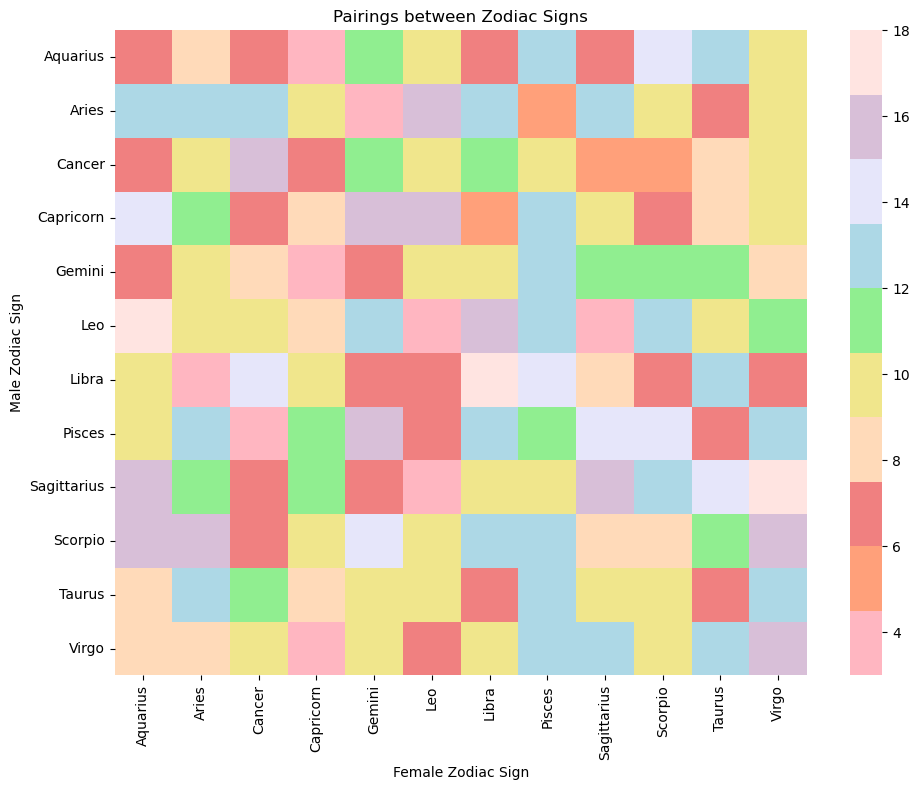 Pairings between Zodiac Signs
Male Zodiac Sign
Aquarius
Aries
Cancer
Capricorn
Gemini
Leo
Libra
Pisces
Sagittarius
Scorpio
Taurus
Virgo
Aquarius
Aries
Cancer
Capricorn
Gemini
Leo
Libra
Pisces
Sagittarius
Scorpio
Taurus
Virgo
Female Zodiac Sign
18
16
14
12
10
8
6
4